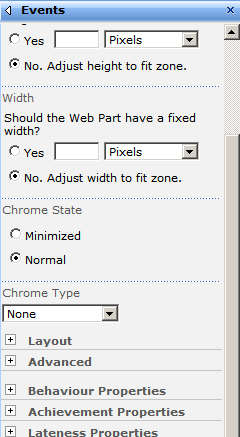 Events
Yes Pixels
No. Adjust height to fit zone.
Width
Should the Web Part have a fixed
width?
Yes Pixels
No. Adjust width to fit zone.
Chrome State
Minimized
Normal
Chrome Type
None
Layout
Advanced
Behaviour Properties
Achievement Properties
Lateness Properties